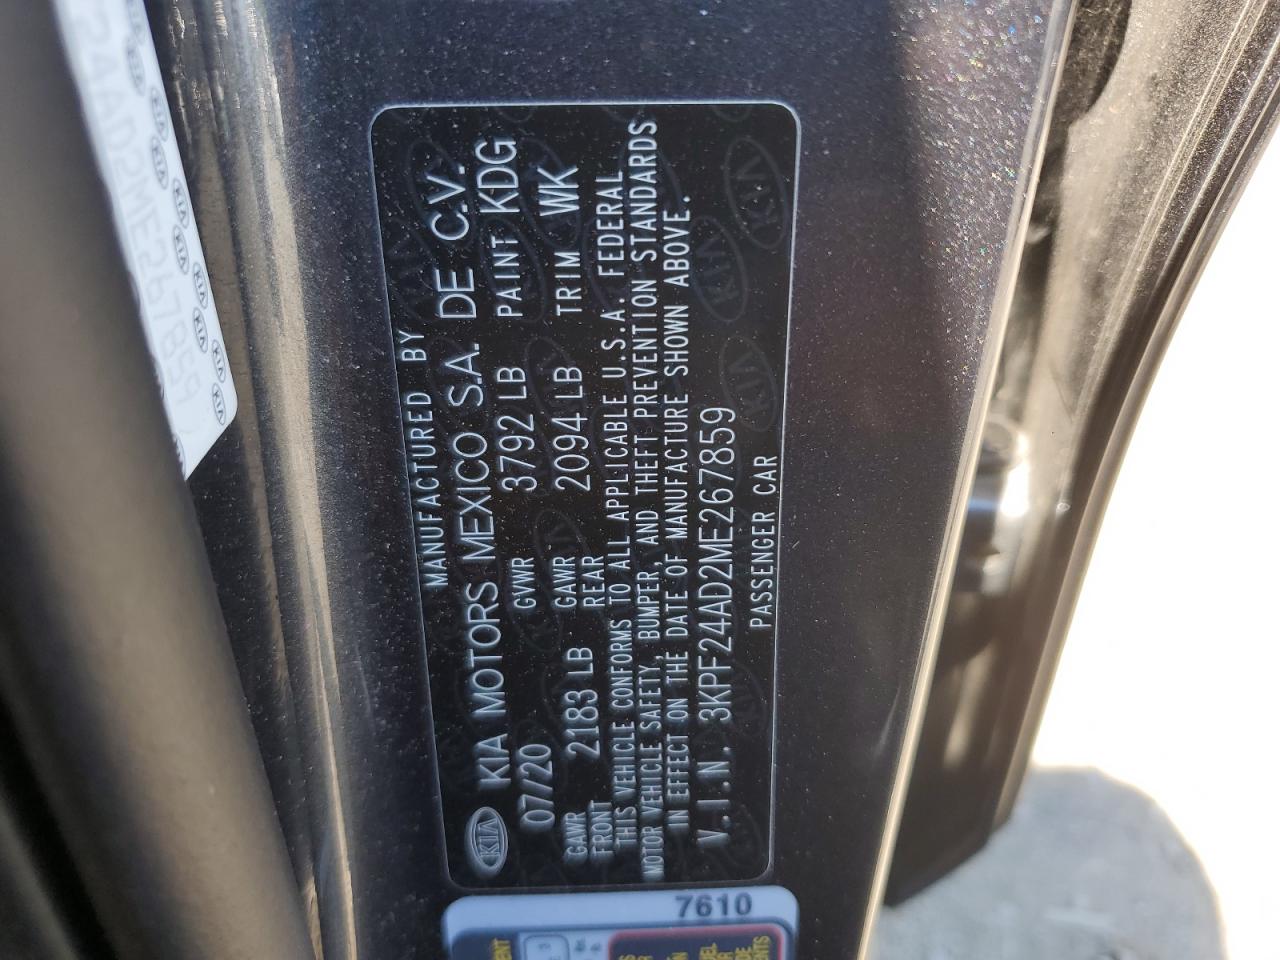 MANUFACTURED BY
KIA KIA MOTORS MEXICO S.A. DE C.V.
07/20 GVWR 3792 LB PAINT KDG
GAWR FRONT 2183 LB GAWR REAR 2094 LB TRIM WK
THIS VEHICLE CONFORMS TO ALL APPLICABLE U.S.A. FEDERAL
MOTOR VEHICLE SAFETY, BUMPER, AND THEFT PREVENTION STANDARDS
IN EFFECT ON THE DATE OF MANUFACTURE SHOWN ABOVE.
V.I.N. 3KPF24AD2ME267859
PASSENGER CAR
7610
24AD2ME267859